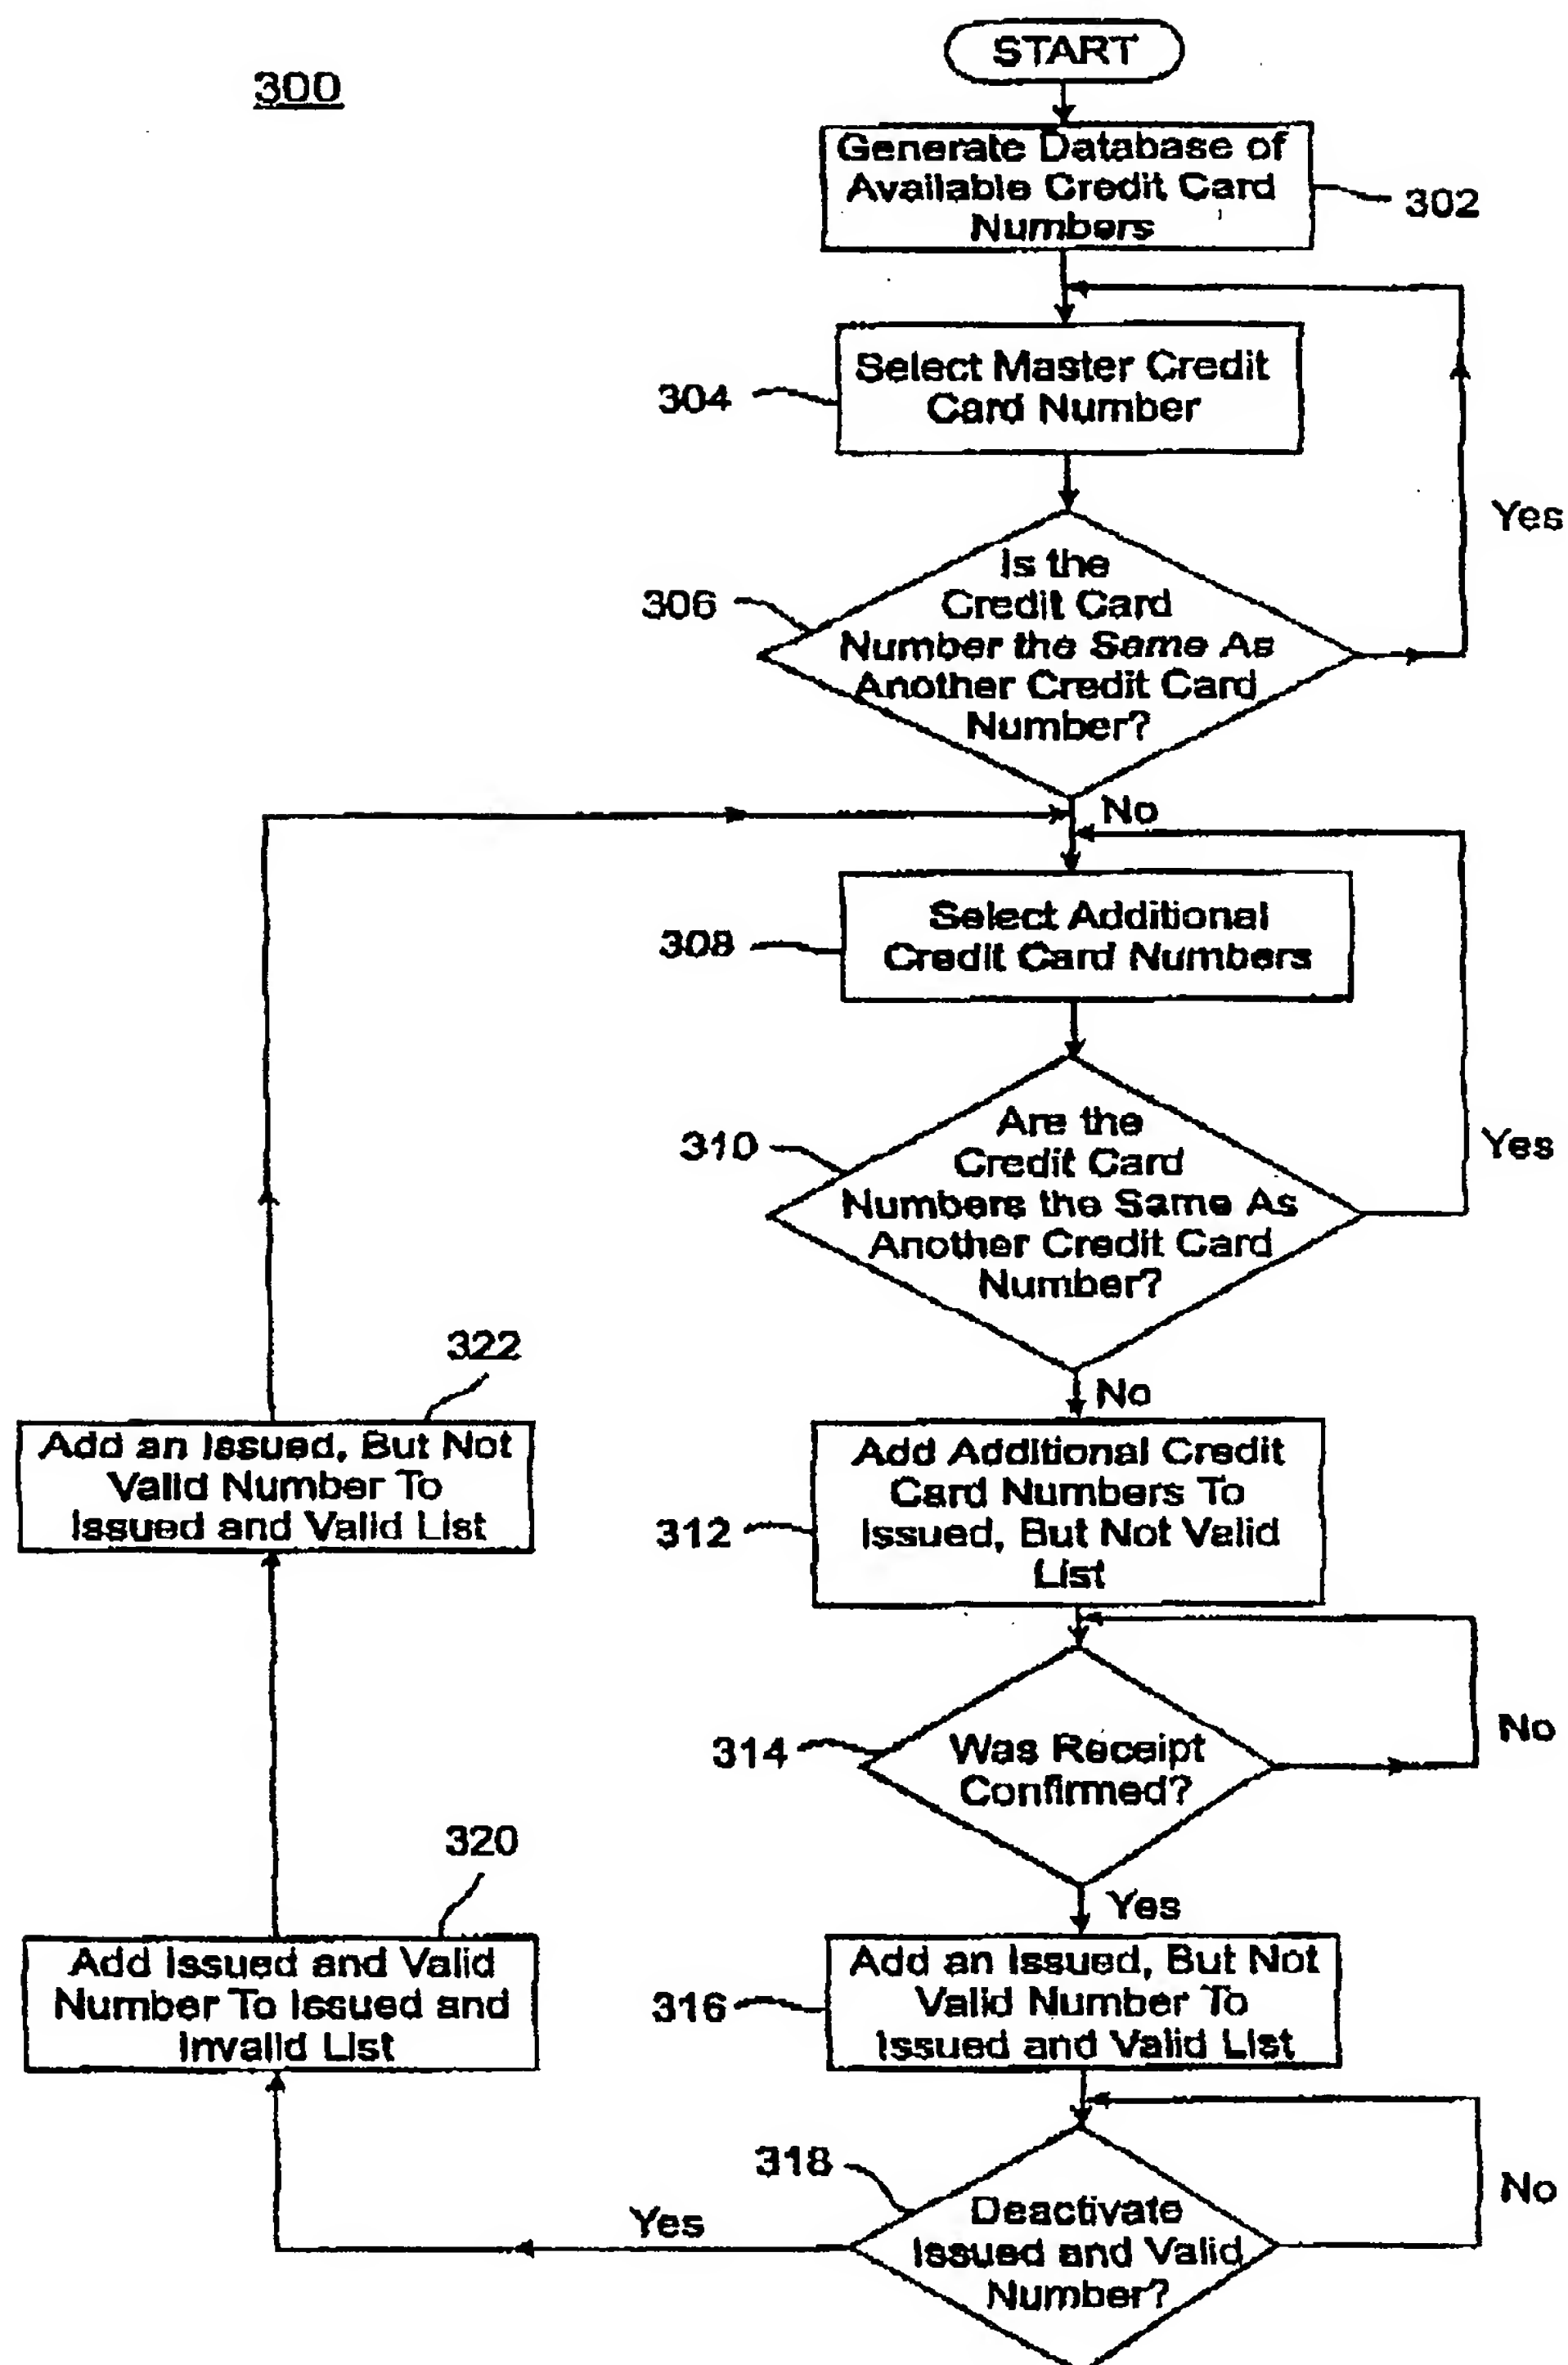 START
300
Generate Database of
Available Credit Card
Numbers
302
Select Master Credit
Card Number
304
Yes
Is the
Credit Card
Number the Same As
Another Credit Card
Number?
306
No
Select Additional
Credit Card Numbers
308
Are the
Credit Card
Numbers the Same As
Another Credit Card
Number?
310
Yes
322
No
Add an Issued, But Not
Valid Number To
Issued and Valid List
Add Additional Credit
Card Numbers To
Issued, But Not Valid
List
312
Was Receipt
Confirmed?
314
No
320
Yes
Add Issued and Valid
Number To Issued and
Invalid List
Add an Issued, But Not
Valid Number To
Issued and Valid List
316
318
Deactivate
Issued and Valid
Number?
No
Yes